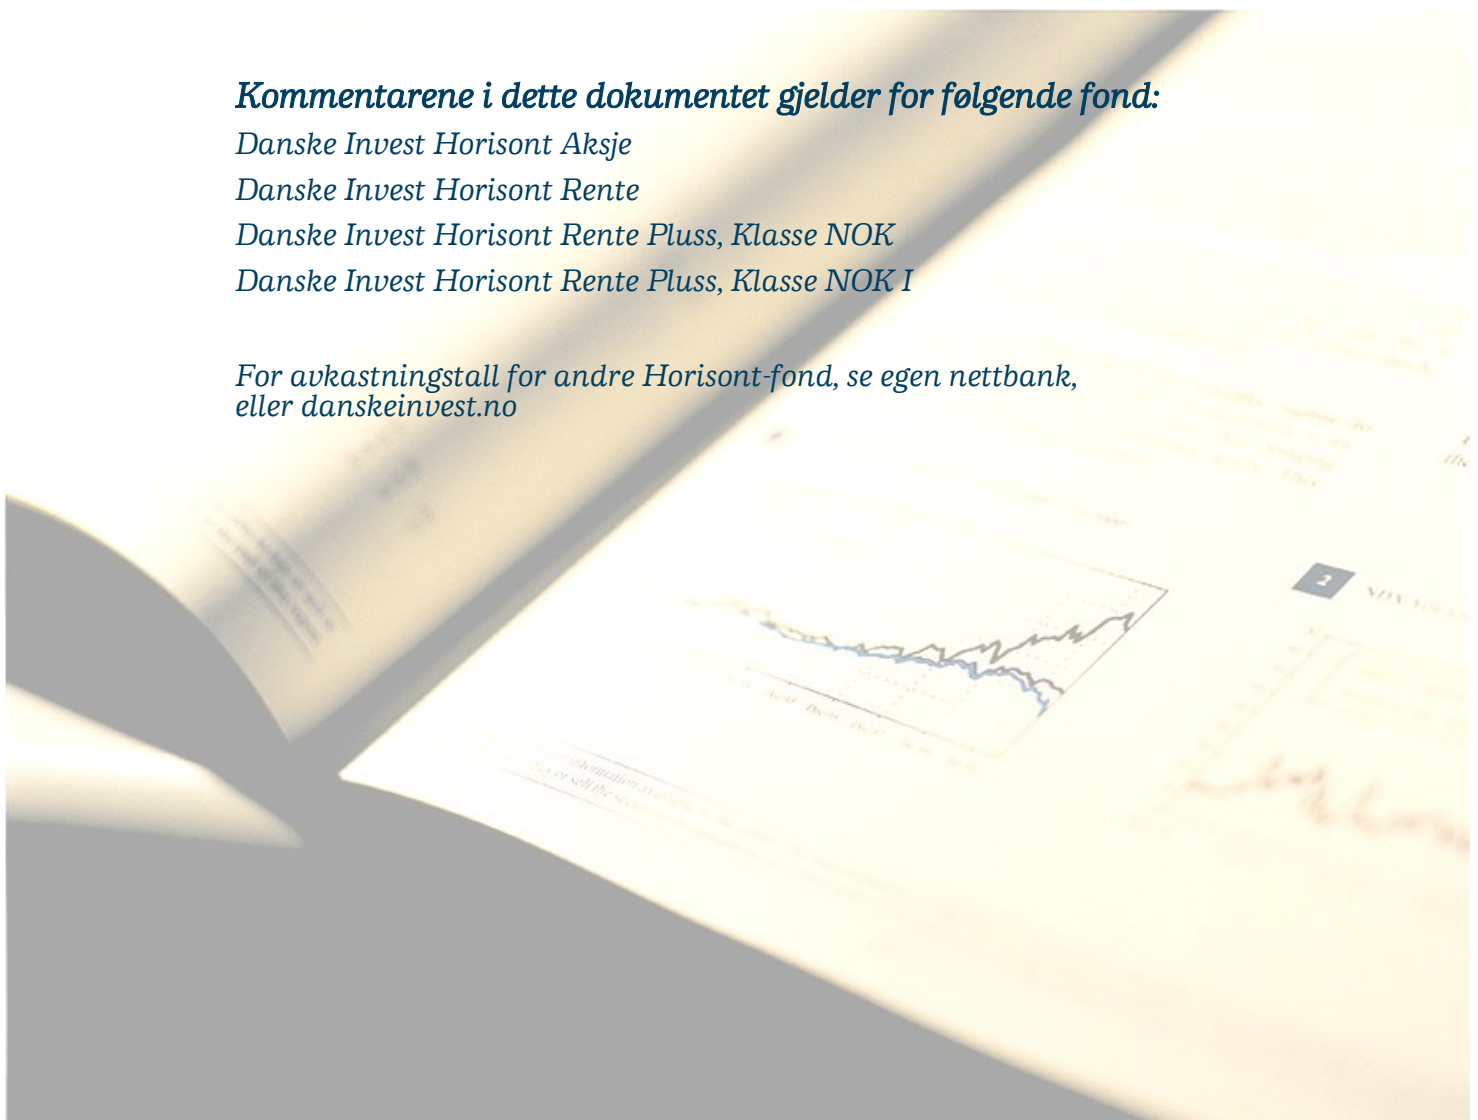 Kommentarene i dette dokumentet gjelder for følgende fond:
Danske Invest Horisont Aksje
Danske Invest Horisont Rente
Danske Invest Horisont Rente Pluss, Klasse NOK
Danske Invest Horisont Rente Pluss, Klasse NOK I
For avkastningstall for andre Horisont-fond, se egen nettbank,
eller danskeinvest.no
2